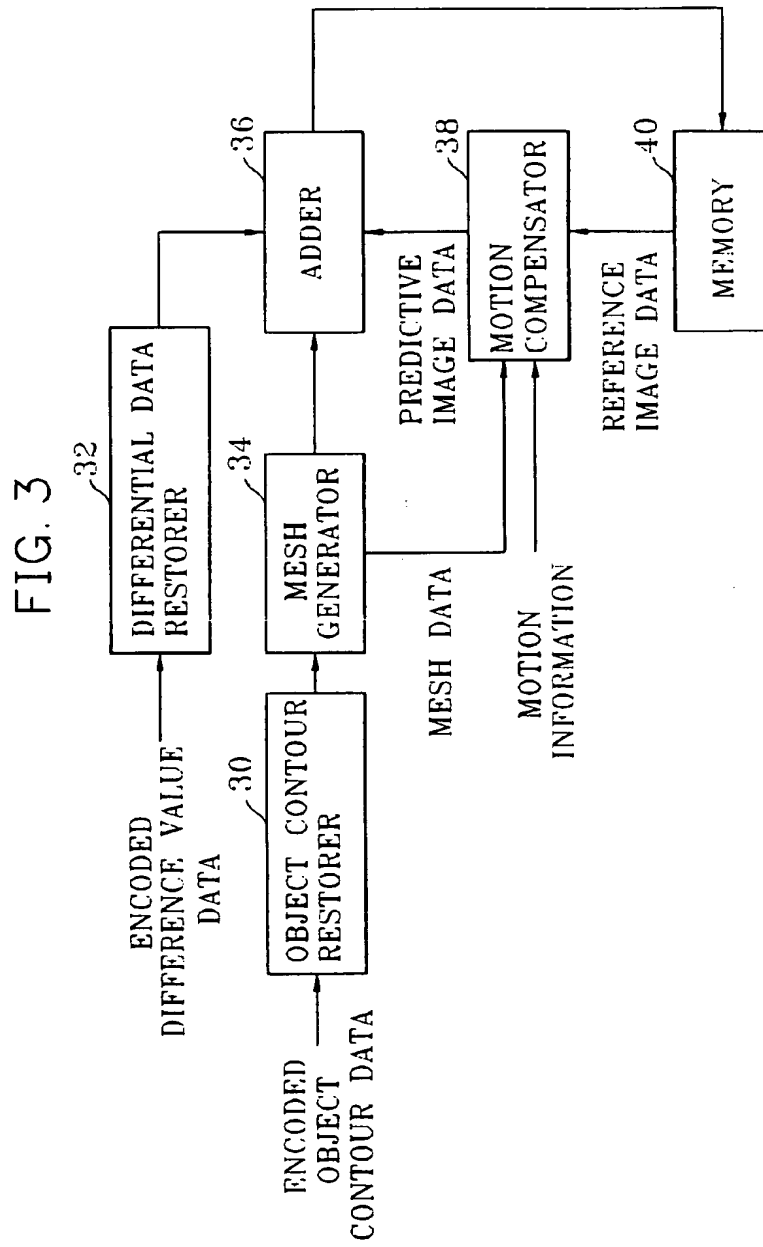 FIG. 3
ENCODED
DIFFERENCE VALUE
DATA
32
DIFFERENTIAL DATA
RESTORER
ENCODED
OBJECT
CONTOUR DATA
30
OBJECT CONTOUR
RESTORER
34
MESH
GENERATOR
36
ADDER
MESH DATA
PREDICTIVE
IMAGE DATA
MOTION
INFORMATION
38
MOTION
COMPENSATOR
REFERENCE
IMAGE DATA
40
MEMORY